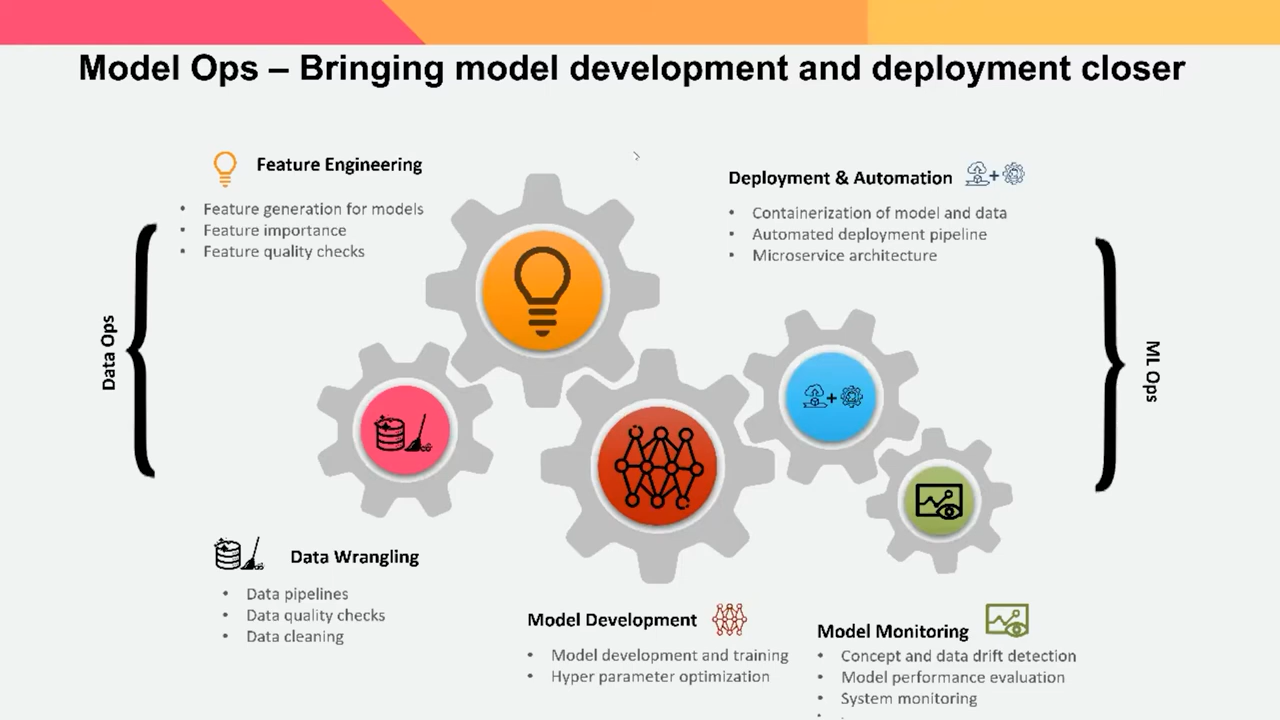 Model Ops – Bringing model development and deployment closer
Feature Engineering
• Feature generation for models
• Feature importance
• Feature quality checks
Deployment & Automation
• Containerization of model and data
• Automated deployment pipeline
• Microservice architecture
Data Ops
ML Ops
Data Wrangling
• Data pipelines
• Data quality checks
• Data cleaning
Model Development
• Model development and training
• Hyper parameter optimization
Model Monitoring
• Concept and data drift detection
• Model performance evaluation
• System monitoring